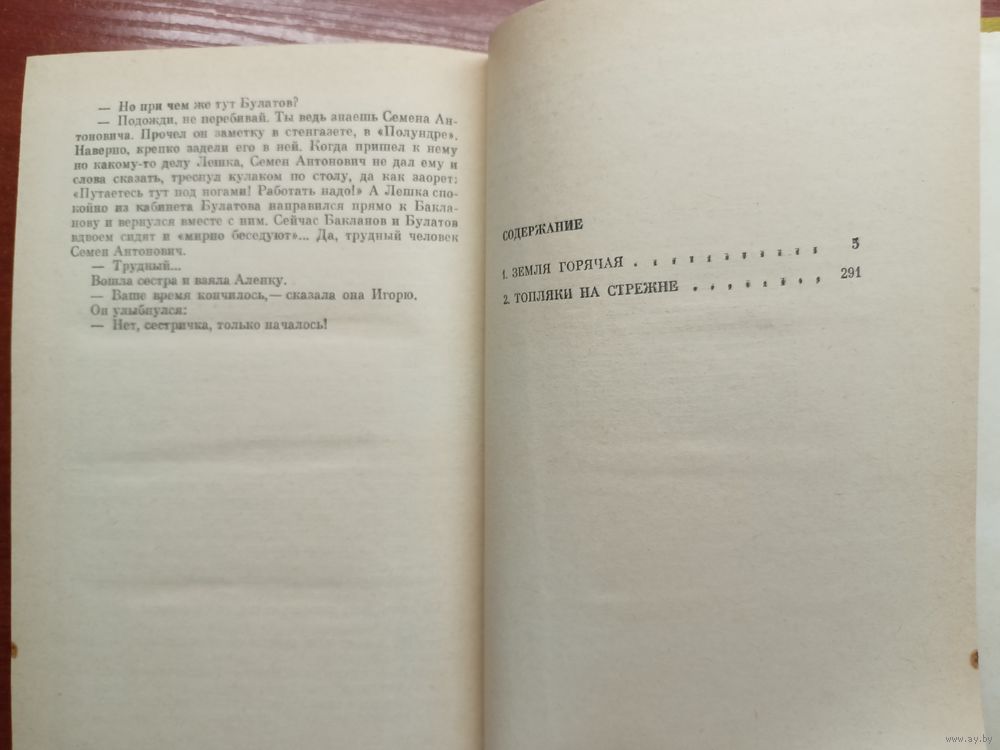 — Но при чем же тут Булатов?
— Подожди, не перебивай. Ты ведь знаешь Семена Ан-
тоновича. Прочел он заметку в стенгазете, в «Полундре».
Наверно, крепко задели его в ней. Когда пришел к нему
по какому-то делу Лешка, Семен Антонович не дал ему и
слова сказать, треснул кулаком по столу, да как заорет:
«Путаетесь тут под ногами! Работать надо!» А Лешка спо-
койно из кабинета Булатова направился прямо к Бакла-
нову и вернулся вместе с ним. Сейчас Бакланов и Булатов
вдвоем сидят и «мирно беседуют»... Да, трудный человек
Семен Антонович.
— Трудный...
Вошла сестра и взяла Аленку.
— Ваше время кончилось,— сказала она Игорю.
Он улыбнулся:
— Нет, сестричка, только началось!
СОДЕРЖАНИЕ
1. ЗЕМЛЯ ГОРЯЧАЯ . . . . . . . . . . . 5
2. ТОПЛЯКИ НА СТРЕЖНЕ . . . . . . . . 291
© www.ay.by